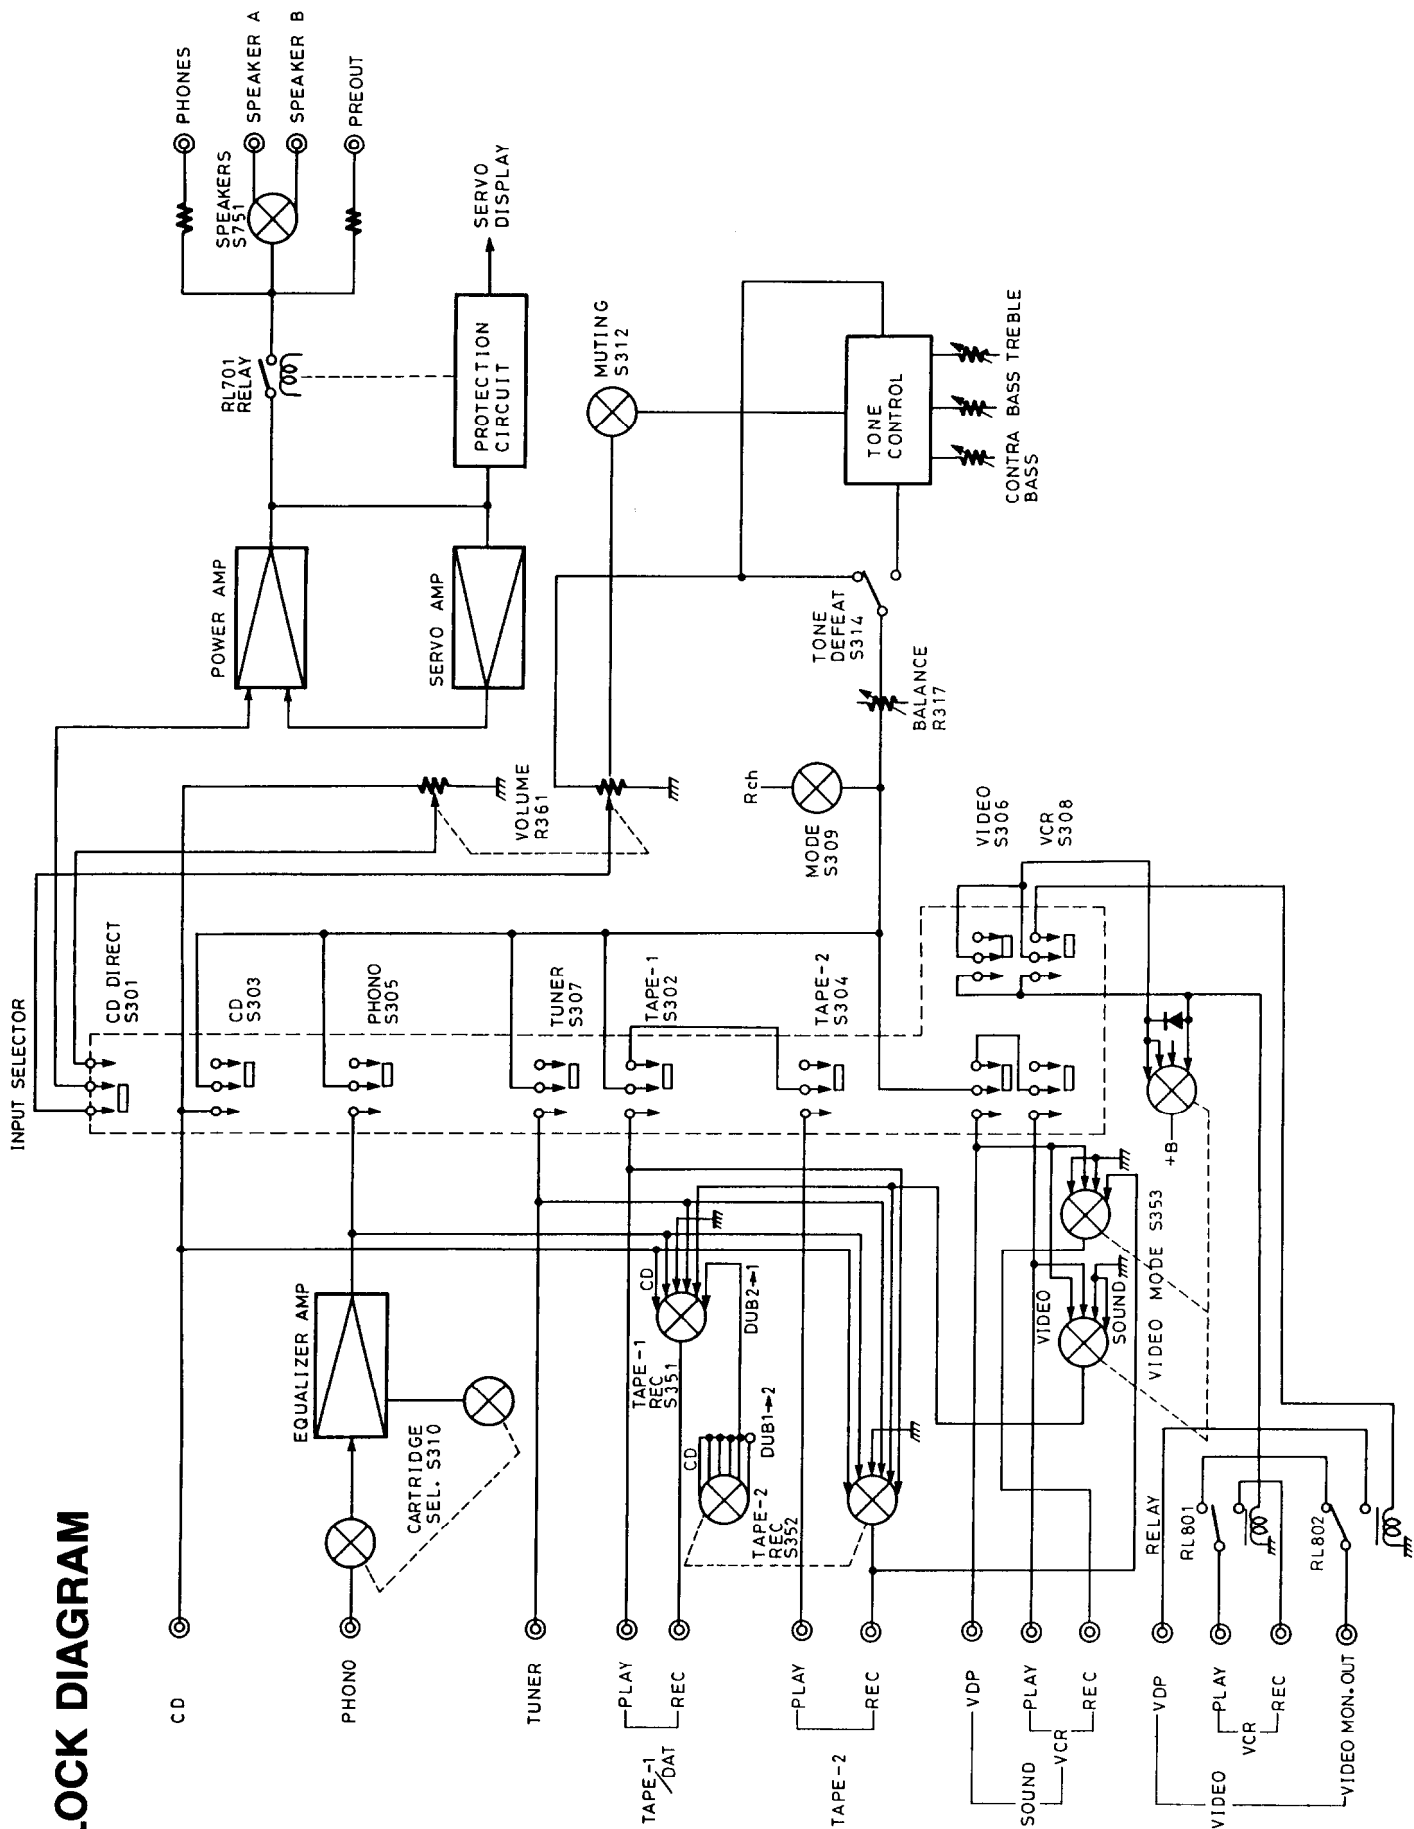 LOCK DIAGRAM
INPUT SELECTOR
PHONES
SPEAKER A
SPEAKER B
PREOUT
SPEAKERS
S751
RL701
RELAY
SERVO
DISPLAY
PROTECTION
CIRCUIT
POWER AMP
SERVO AMP
MUTING
S312
TONE
CONTROL
TREBLE
BASS
CONTRA
BASS
TONE
DEFEAT
S314
BALANCE
R317
VOLUME
R361
Rch
MODE
S309
CD DIRECT
S301
CD
S303
PHONO
S305
TUNER
S307
TAPE-1
S302
TAPE-2
S304
VIDEO
S306
VCR
S308
EQUALIZER AMP
CARTRIDGE
SEL. S310
CD
TAPE-1
REC
S351
DUB2→1
CD
DUB1→2
TAPE-2
REC
S352
VIDEO
SOUND
VIDEO MODE S353
+B
RELAY
RL801
RL802
CD
PHONO
TUNER
PLAY
REC
TAPE-1
/DAT
PLAY
REC
TAPE-2
VDP
PLAY
REC
VCR
SOUND
VDP
PLAY
REC
VCR
VIDEO
VIDEO MON.OUT